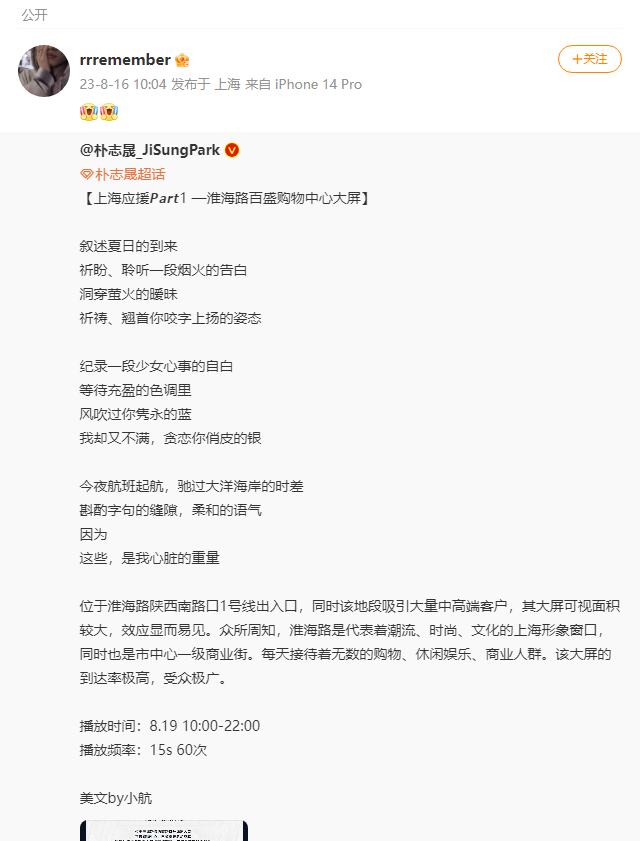 公开
rrremember
+关注
23-8-16 10:04 发布于 上海 来自 iPhone 14 Pro
@朴志晟_JiSungPark
朴志晟超话
【上海应援Part1 —淮海路百盛购物中心大屏】
叙述夏日的到来
祈盼、聆听一段烟火的告白
洞穿萤火的暧昧
祈祷、翘首你咬字上扬的姿态
纪录一段少女心事的自白
等待充盈的色调里
风吹过你隽永的蓝
我却又不满，贪恋你俏皮的银
今夜航班起航，驰过大洋海岸的时差
斟酌字句的缝隙，柔和的语气
因为
这些，是我心脏的重量
位于淮海路陕西南路口1号线出入口，同时该地段吸引大量中高端客户，其大屏可视面积
较大，效应显而易见。众所周知，淮海路是代表着潮流、时尚、文化的上海形象窗口，
同时也是市中心一级商业街。每天接待着无数的购物、休闲娱乐、商业人群。该大屏的
到达率极高，受众极广。
播放时间：8.19 10:00-22:00
播放频率：15s 60次
美文by小航